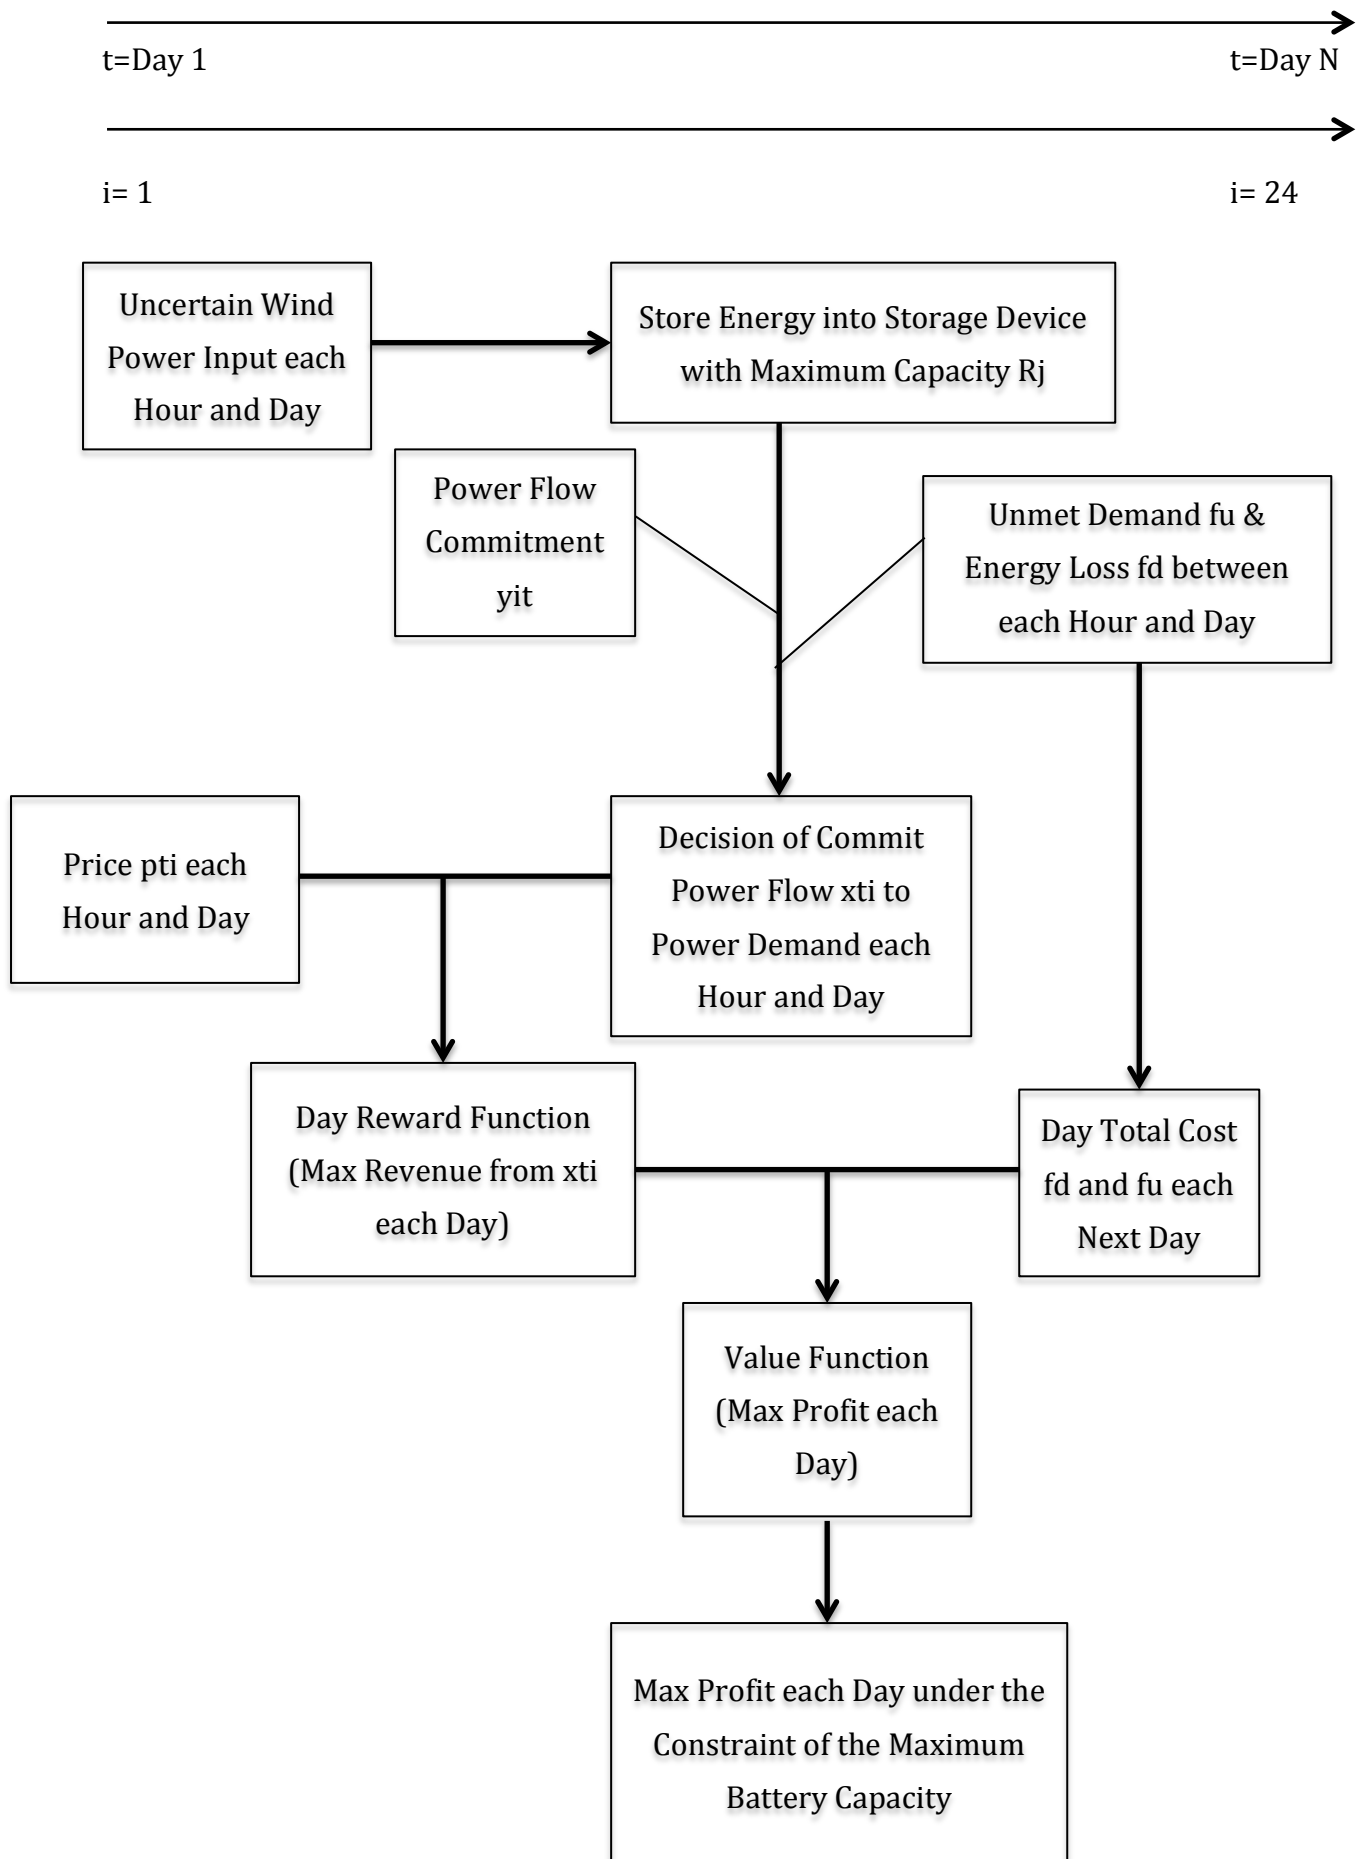 t=Day 1
t=Day N
i= 1
i= 24
Uncertain Wind
Power Input each
Hour and Day
Store Energy into Storage Device
with Maximum Capacity Rj
Power Flow
Commitment
yit
Unmet Demand fu &
Energy Loss fd between
each Hour and Day
Price pti each
Hour and Day
Decision of Commit
Power Flow xti to
Power Demand each
Hour and Day
Day Reward Function
(Max Revenue from xti
each Day)
Day Total Cost
fd and fu each
Next Day
Value Function
(Max Profit each
Day)
Max Profit each Day under the
Constraint of the Maximum
Battery Capacity